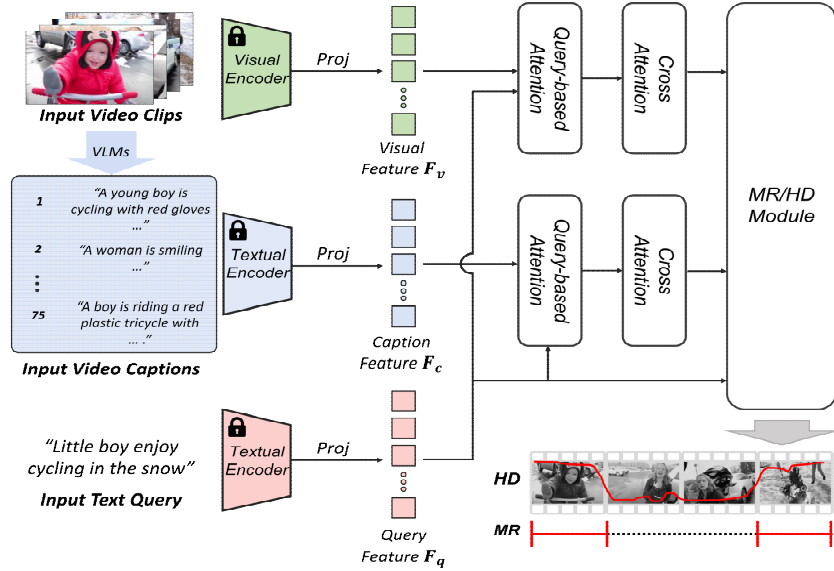 Input Video Clips
VLMs
1
“A young boy is
cycling with red gloves
...”
2
“A woman is smiling
...”
75
“A boy is riding a red
plastic tricycle with
... .”
Input Video Captions
“Little boy enjoy
cycling in the snow”
Input Text Query
Visual
Encoder
Proj
Visual
Feature Fv
Textual
Encoder
Proj
Caption
Feature Fc
Textual
Encoder
Proj
Query
Feature Fq
Query-based
Attention
Cross
Attention
Query-based
Attention
Cross
Attention
MR/HD
Module
HD
MR